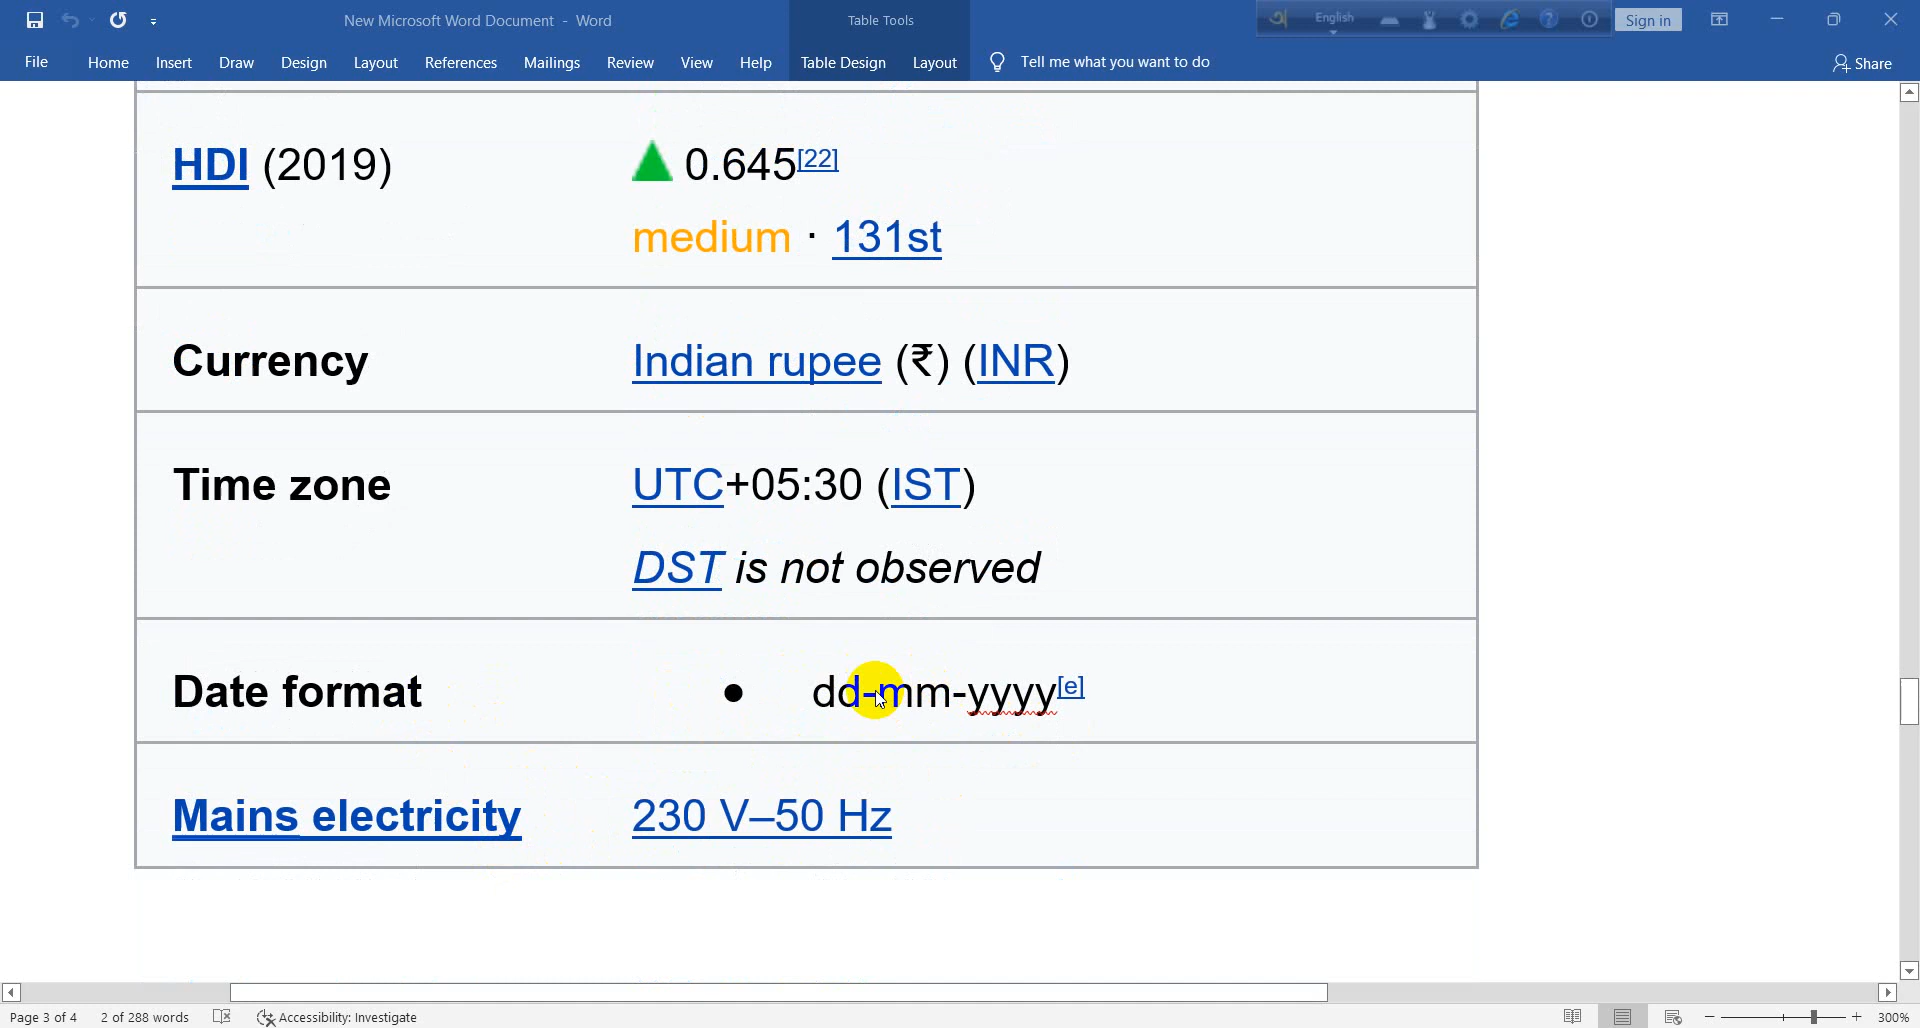 New Microsoft Word Document - Word
Table Tools
English
Sign in
File Home Insert Draw Design Layout References Mailings Review View Help Table Design Layout Tell me what you want to do Share
HDI (2019) 0.645[22]
medium · 131st
Currency Indian rupee (₹) (INR)
Time zone UTC+05:30 (IST)
DST is not observed
Date format • dd-mm-yyyy[e]
Mains electricity 230 V–50 Hz
Page 3 of 4 2 of 288 words Accessibility: Investigate 300%